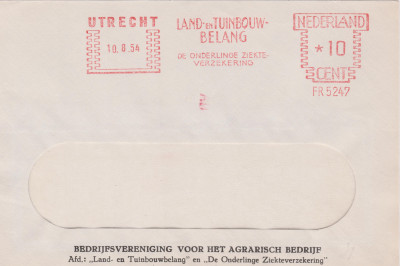 UTRECHT
10.8.54
LAND-EN TUINBOUW-
BELANG
DE ONDERLINGE ZIEKTE-
VERZEKERING
NEDERLAND
*10
CENT
FR 5247
BEDRIJFSVERENIGING VOOR HET AGRARISCH BEDRIJF
Afd.: „Land- en Tuinbouwbelang" en „De Onderlinge Ziekteverzekering"